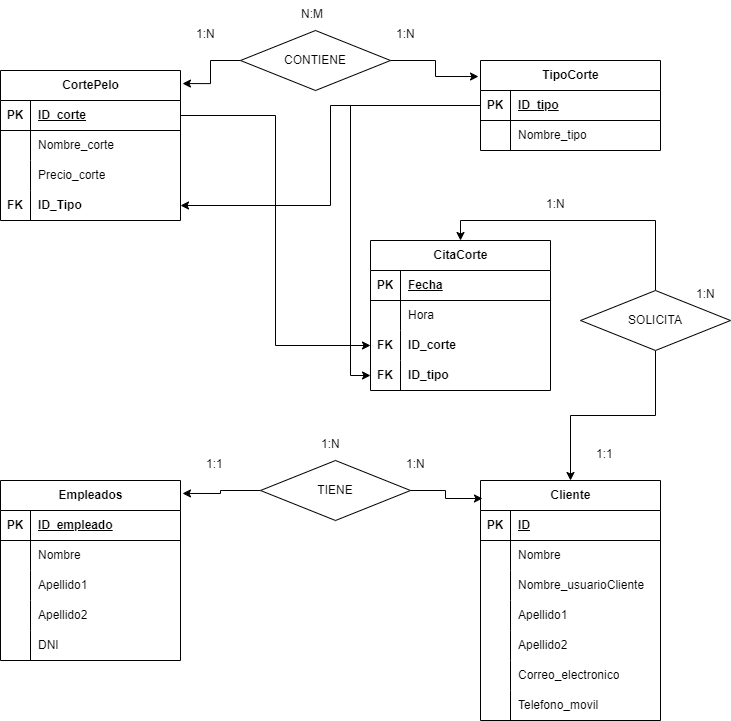 N:M
1:N
1:N
CONTIENE
CortePelo
PK ID_corte
Nombre_corte
Precio_corte
FK ID_Tipo
TipoCorte
PK ID_tipo
Nombre_tipo
1:N
CitaCorte
PK Fecha
Hora
FK ID_corte
FK ID_tipo
1:N
SOLICITA
1:1
1:N
1:1
1:N
TIENE
Empleados
PK ID_empleado
Nombre
Apellido1
Apellido2
DNI
Cliente
PK ID
Nombre
Nombre_usuarioCliente
Apellido1
Apellido2
Correo_electronico
Telefono_movil